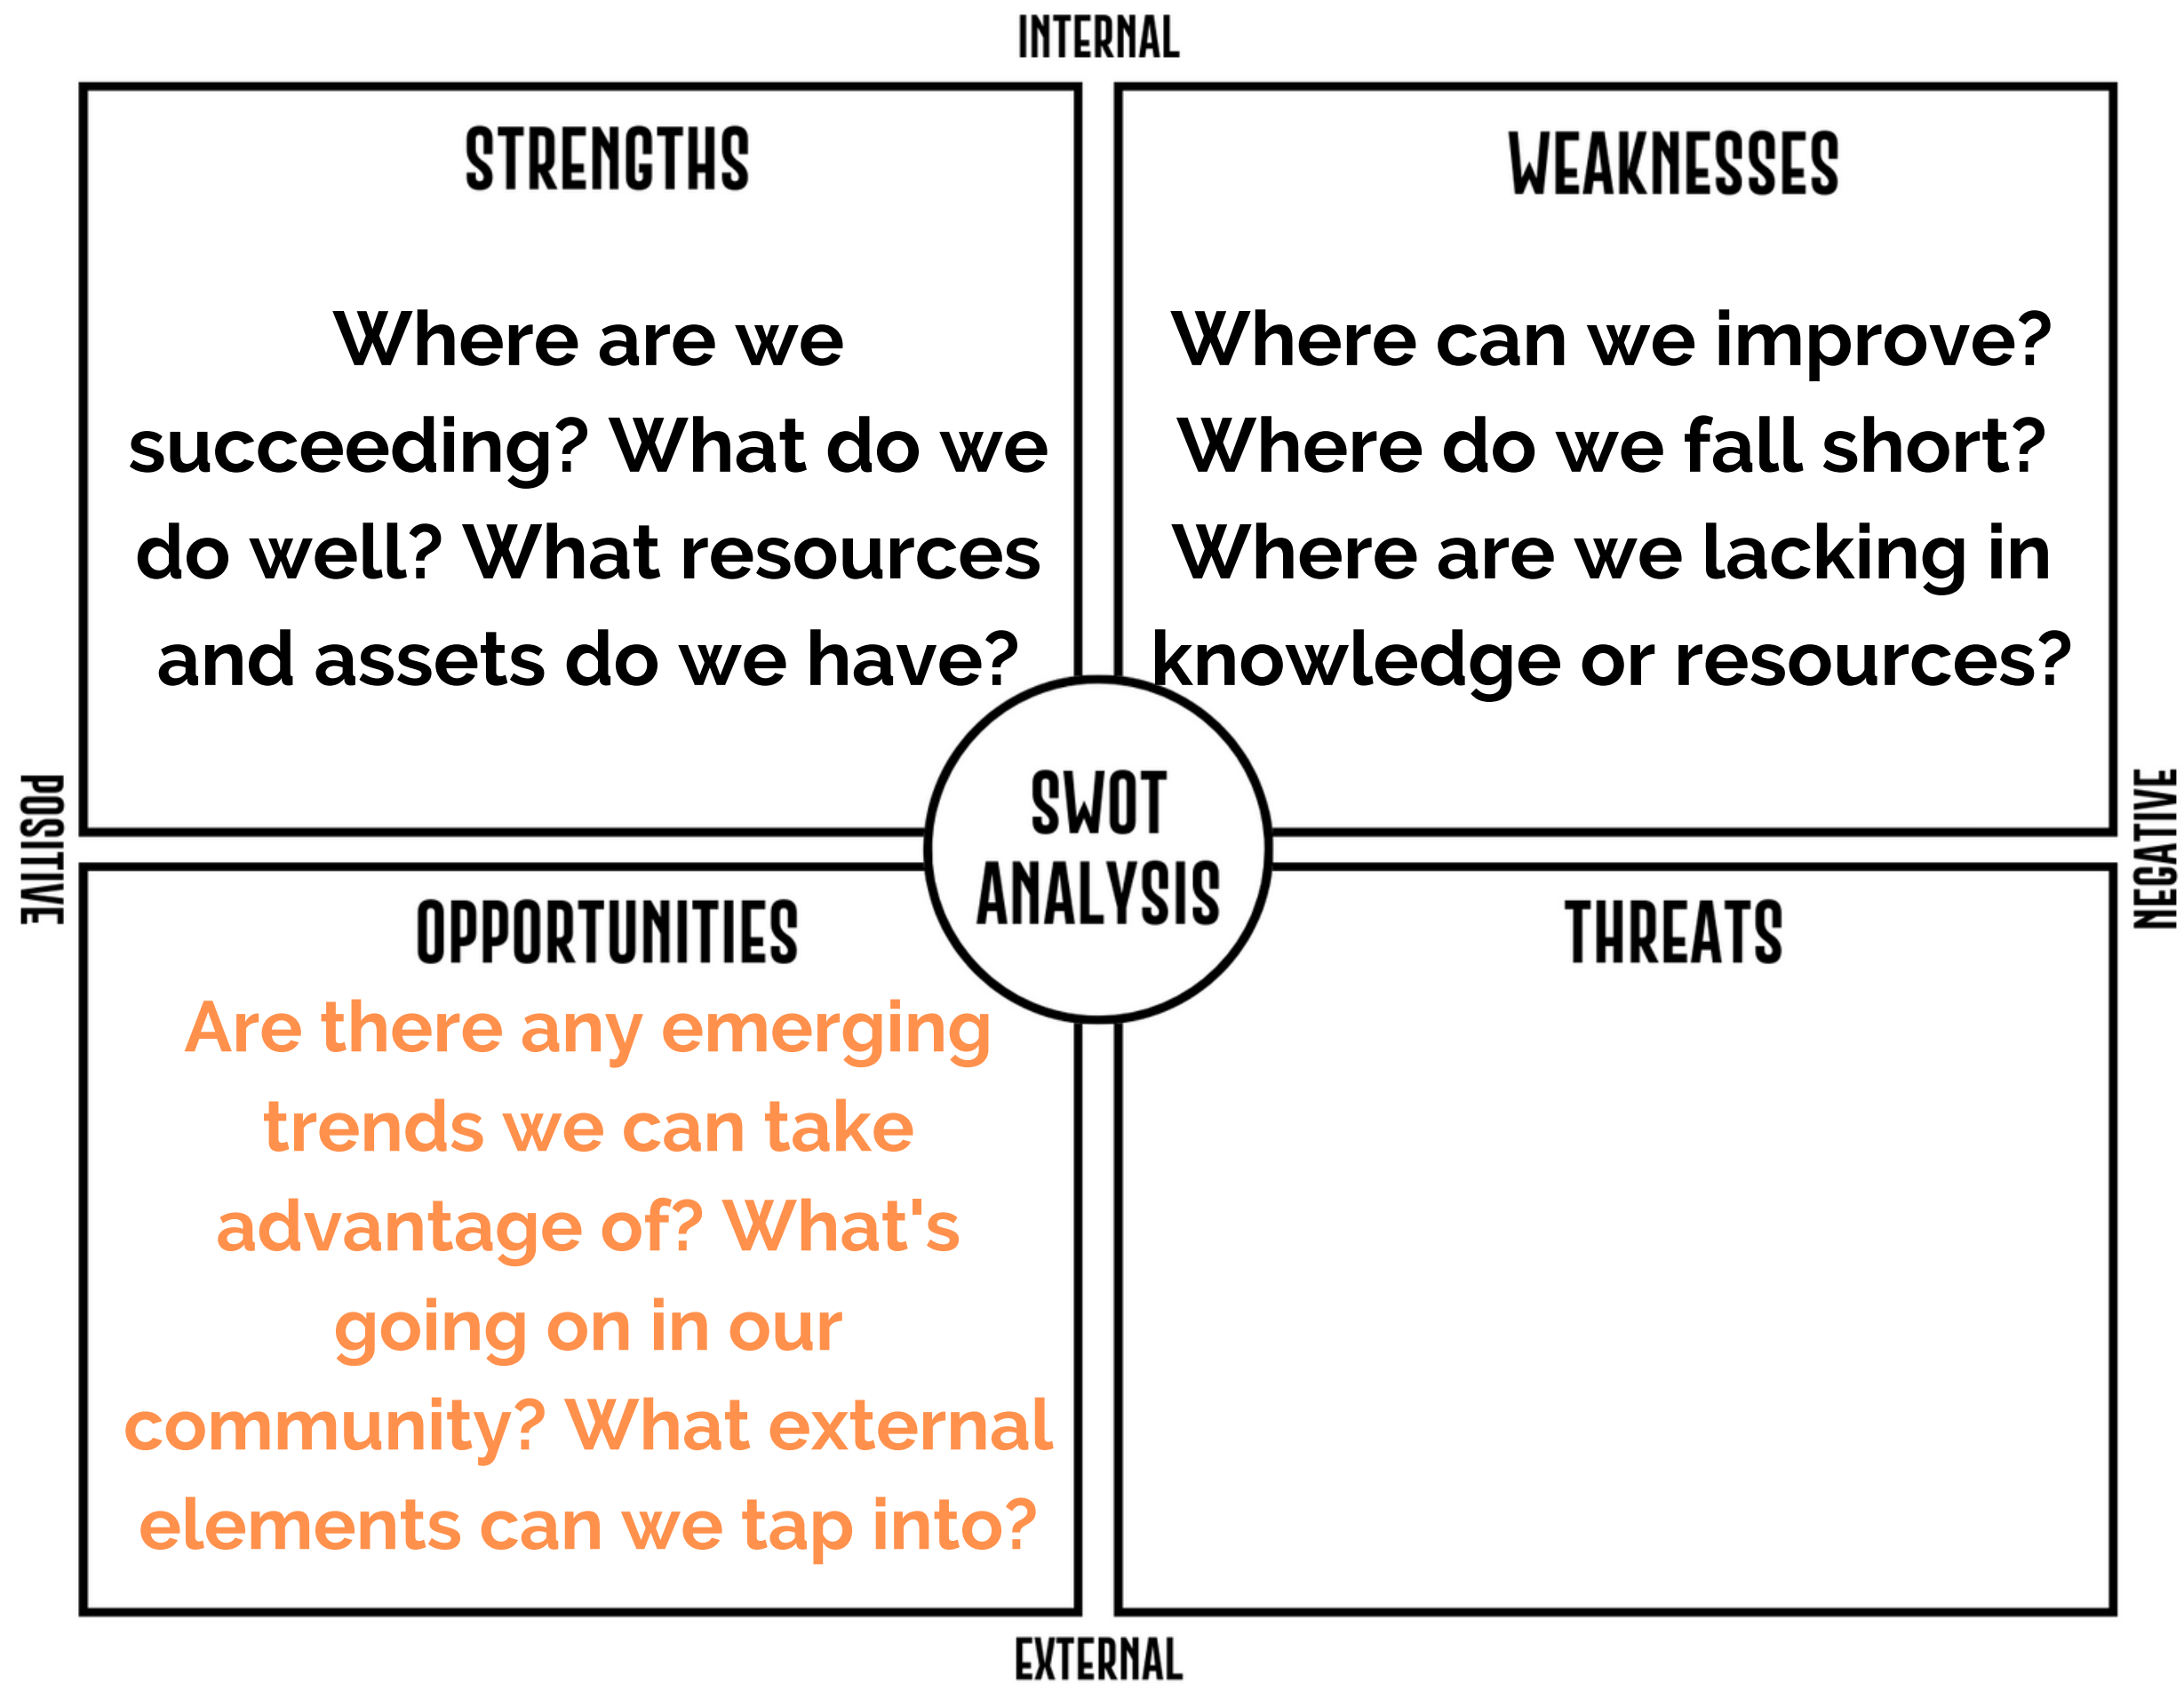 INTERNAL
STRENGTHS
Where are we
succeeding? What do we
do well? What resources
and assets do we have?
WEAKNESSES
Where can we improve?
Where do we fall short?
Where are we lacking in
knowledge or resources?
POSITIVE
SWOT
ANALYSIS
NEGATIVE
OPPORTUNITIES
Are there any emerging
trends we can take
advantage of? What's
going on in our
community? What external
elements can we tap into?
THREATS
EXTERNAL